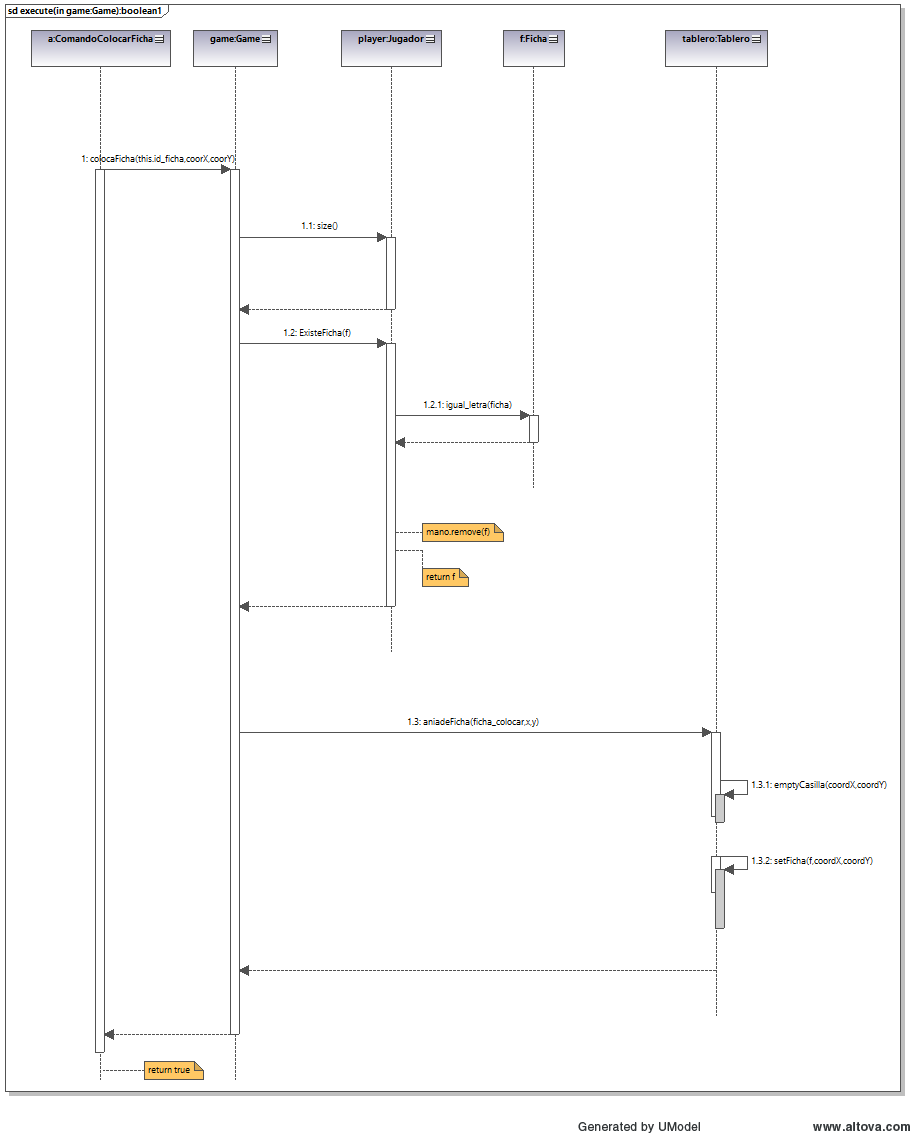 sd execute(in game:Game):boolean1
a:ComandoColocarFicha
game:Game
player:Jugador
f:Ficha
tablero:Tablero
1: colocaFicha(this.id_ficha,coorX,coorY)
1.1: size()
1.2: ExisteFicha(f)
1.2.1: igual_letra(ficha)
mano.remove(f)
return f
1.3: aniadeFicha(ficha_colocar,x,y)
1.3.1: emptyCasilla(coordX,coordY)
1.3.2: setFicha(f,coordX,coordY)
return true
Generated by UModel
www.altova.com